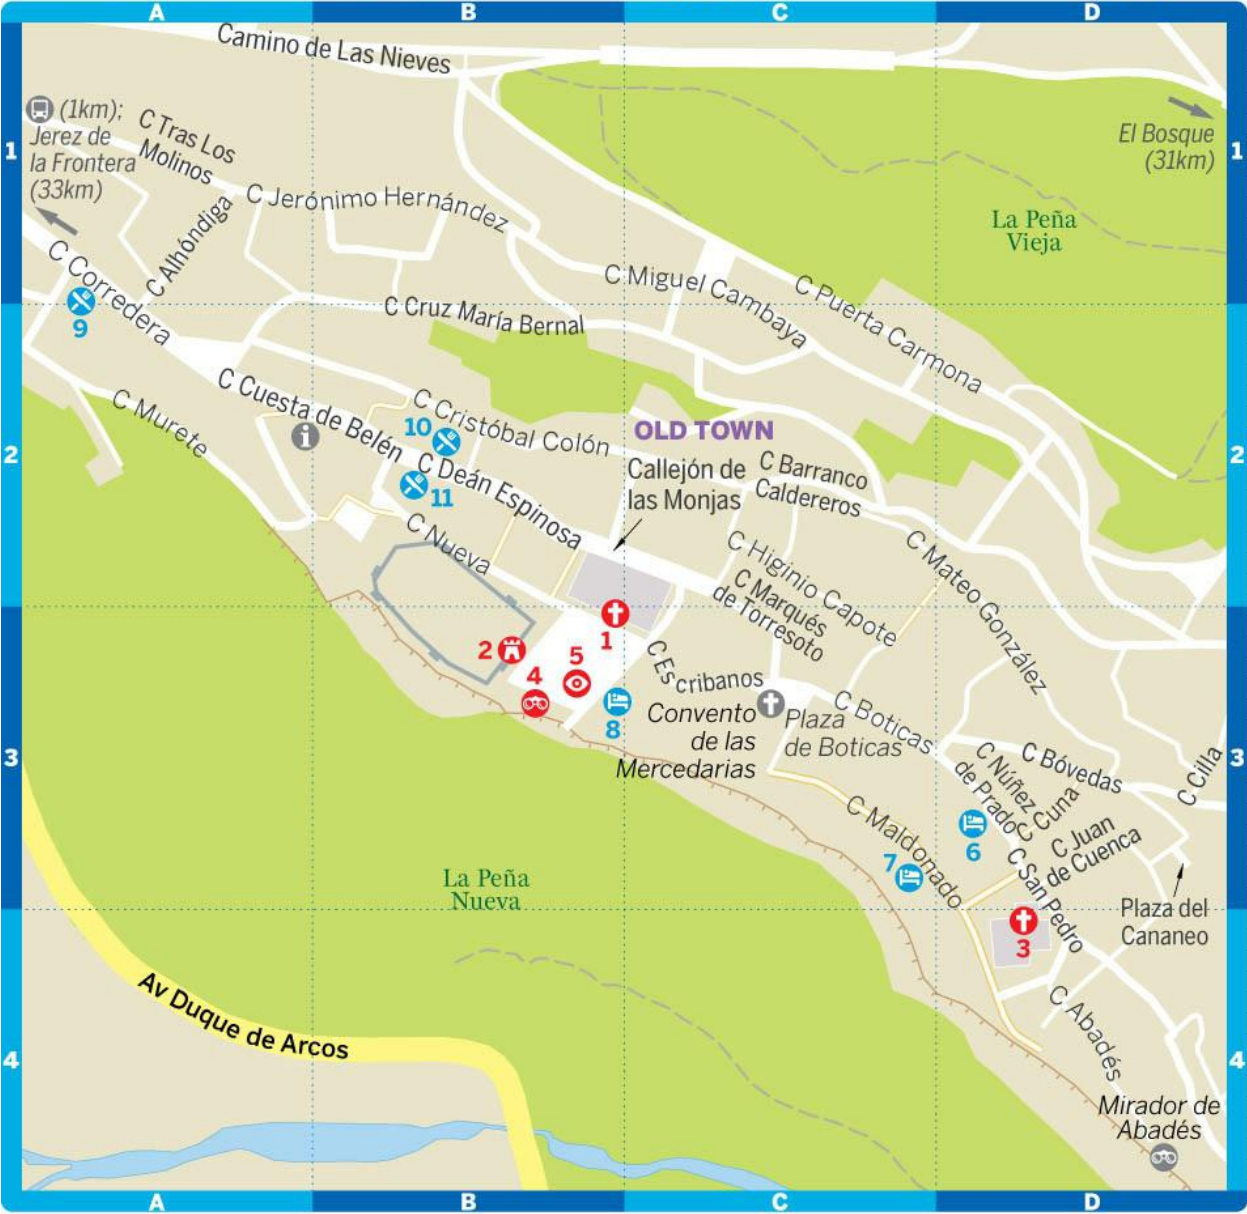 A
B
C
D
Camino de Las Nieves
(1km);
Jerez de
la Frontera
(33km)
C Tras Los
Molinos
El Bosque
(31km)
1
1
C Jerónimo Hernández
C Alhóndiga
La Peña
Vieja
C Corredera
C Miguel Cambaya
C Puerta Carmona
9
C Cruz María Bernal
C Cuesta de Belén
C Murete
C Cristóbal Colón
10
OLD TOWN
2
2
i
C Deán Espinosa
11
Callejón de
las Monjas
C Barranco
Caldereros
C Nueva
C Higinio Capote
C Mateo González
C Marqués
de Torresoto
1
2
5
4
C Escribanos
8
Convento
de las
Mercedarias
Plaza
de Boticas
C Boticas
3
3
C Núñez
de Prado
C Bóvedas
C Cilla
C Cuna
C Juan
de Cuenca
C Maldonado
6
7
C San Pedro
La Peña
Nueva
Plaza del
Cananeo
3
Av Duque de Arcos
C Abadés
4
4
Mirador de
Abadés
A
B
C
D